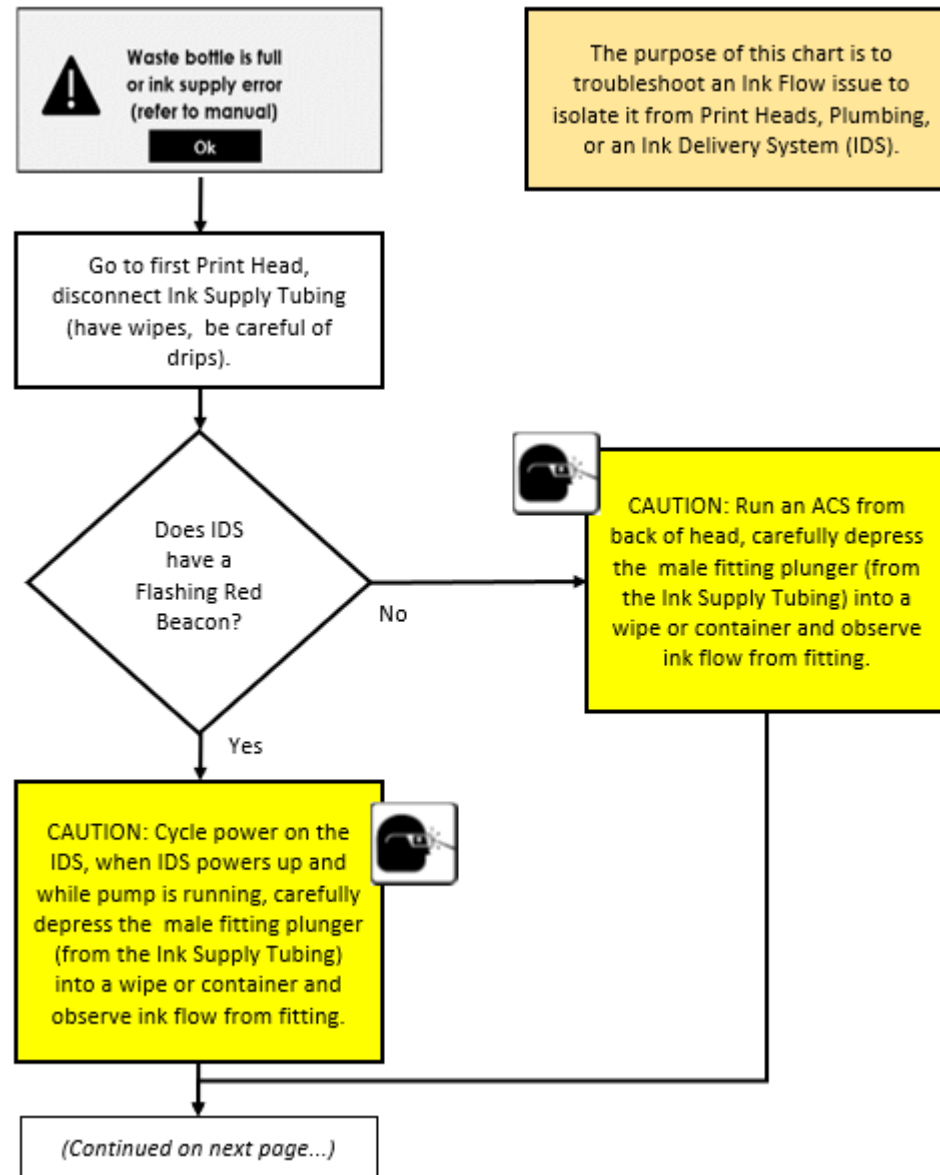 Waste bottle is full
or ink supply error
(refer to manual)
Ok
The purpose of this chart is to
troubleshoot an Ink Flow issue to
isolate it from Print Heads, Plumbing,
or an Ink Delivery System (IDS).
Go to first Print Head,
disconnect Ink Supply Tubing
(have wipes, be careful of
drips).
Does IDS
have a
Flashing Red
Beacon?
No
CAUTION: Run an ACS from
back of head, carefully depress
the male fitting plunger (from
the Ink Supply Tubing) into a
wipe or container and observe
ink flow from fitting.
Yes
CAUTION: Cycle power on the
IDS, when IDS powers up and
while pump is running, carefully
depress the male fitting plunger
(from the Ink Supply Tubing)
into a wipe or container and
observe ink flow from fitting.
(Continued on next page...)